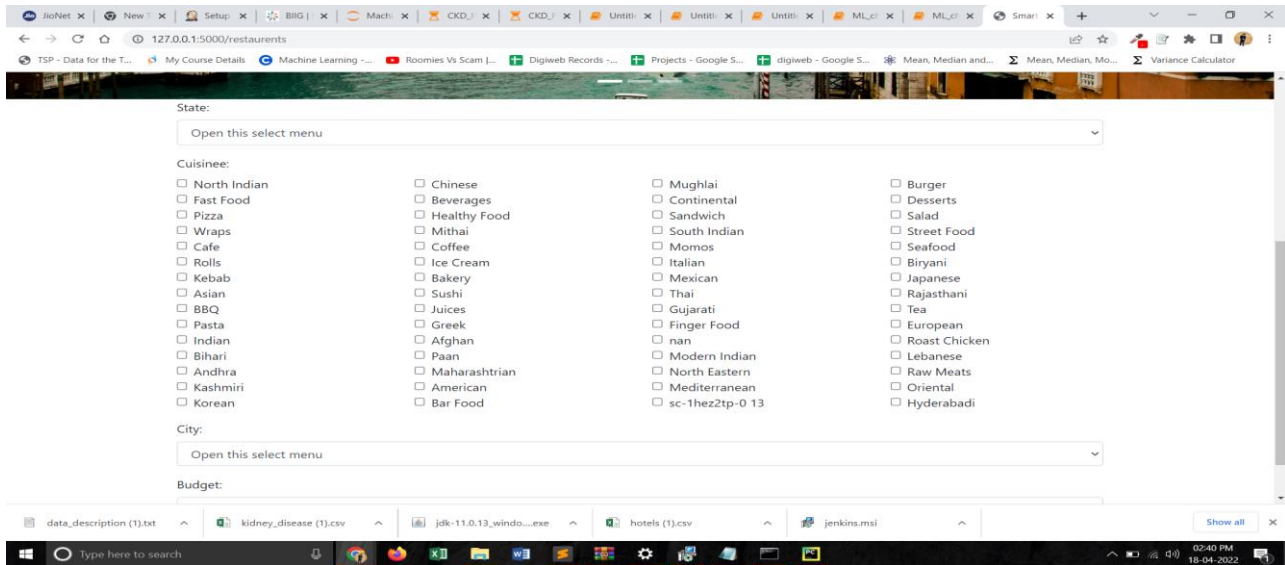 JioNet
New T
Setup
BIIG |
Machi
CKD_I
CKD_I
Untitl
Untitl
Untitl
ML_cl
ML_cl
Smart
127.0.0.1:5000/restaurents
TSP - Data for the T... My Course Details Machine Learning -... Roomies Vs Scam |... Digiweb Records -... Projects - Google S... digiweb - Google S... Mean, Median and... Mean, Median, Mo... Variance Calculator
State:
Open this select menu
Cuisinee:
North Indian Chinese Mughlai Burger
Fast Food Beverages Continental Desserts
Pizza Healthy Food Sandwich Salad
Wraps Mithai South Indian Street Food
Cafe Coffee Momos Seafood
Rolls Ice Cream Italian Biryani
Kebab Bakery Mexican Japanese
Asian Sushi Thai Rajasthani
BBQ Juices Gujarati Tea
Pasta Greek Finger Food European
Indian Afghan nan Roast Chicken
Bihari Paan Modern Indian Lebanese
Andhra Maharashtrian North Eastern Raw Meats
Kashmiri American Mediterranean Oriental
Korean Bar Food sc-1hez2tp-0 13 Hyderabadi
City:
Open this select menu
Budget:
data_description (1).txt kidney_disease (1).csv jdk-11.0.13_windo....exe hotels (1).csv jenkins.msi Show all
Type here to search
02:40 PM
18-04-2022